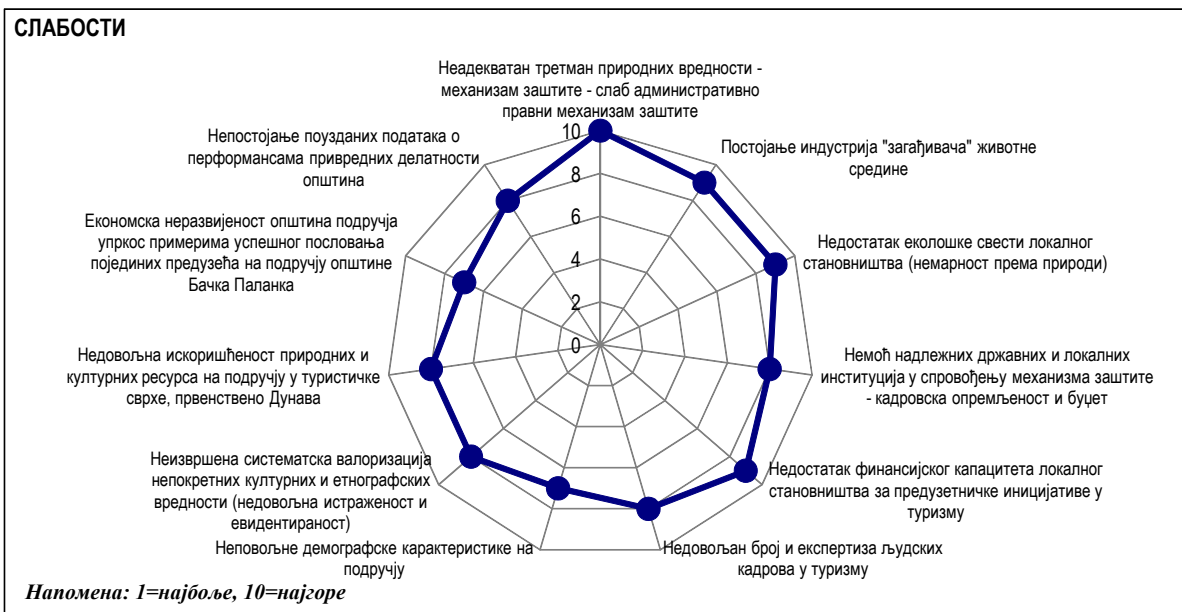 СЛАБОСТИ
Неадекватан третман природних вредности -
механизам заштите - слаб административно
правни механизам заштите
Постојање индустрија "загађивача" животне
средине
Недостатак еколошке свести локалног
становништва (немарност према природи)
Немоћ надлежних државних и локалних
институција у спровођењу механизма заштите
- кадровска опремљеност и буџет
Недостатак финансијског капацитета локалног
становништва за предузетничке иницијативе у
туризму
Недовољан број и експертиза људских
кадрова у туризму
Неповољне демографске карактеристике на
подручју
Неизвршена систематска валоризација
непокретних културних и етнографских
вредности (недовољна истраженост и
евидентираност)
Недовољна искоришћеност природних и
културних ресурса на подручју у туристичке
сврхе, првенствено Дунава
Економска неразвијеност општина подручја
упркос примерима успешног пословања
појединих предузећа на подручју општине
Бачка Паланка
Непостојање поузданих података о
перформансама привредних делатности
општина
10
8
6
4
2
0
Напомена: 1=најбоље, 10=најгоре